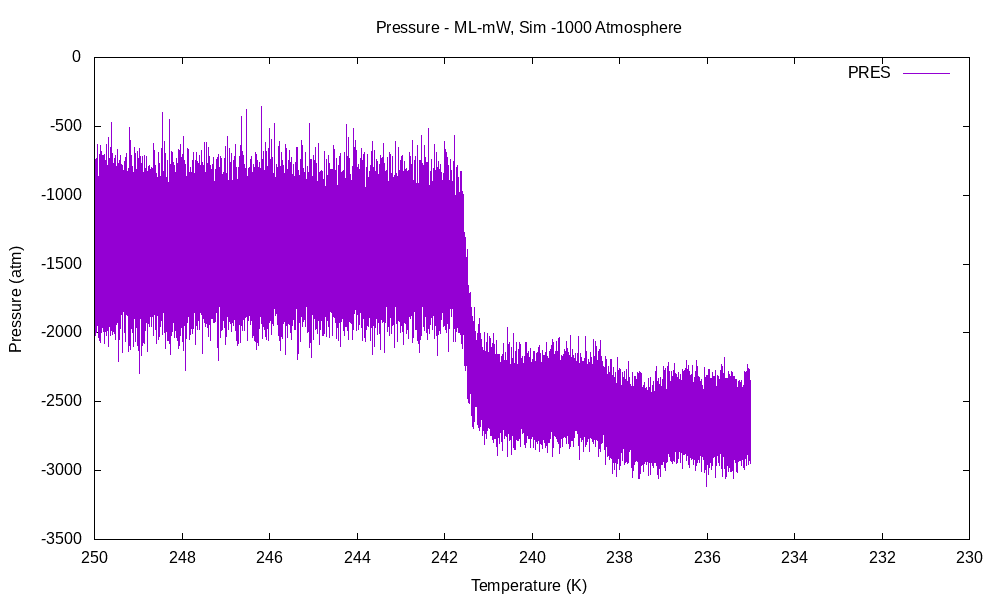 Pressure - ML-mW, Sim -1000 Atmosphere
PRES
0
-500
-1000
-1500
-2000
-2500
-3000
-3500
Pressure (atm)
250 248 246 244 242 240 238 236 234 232 230
Temperature (K)